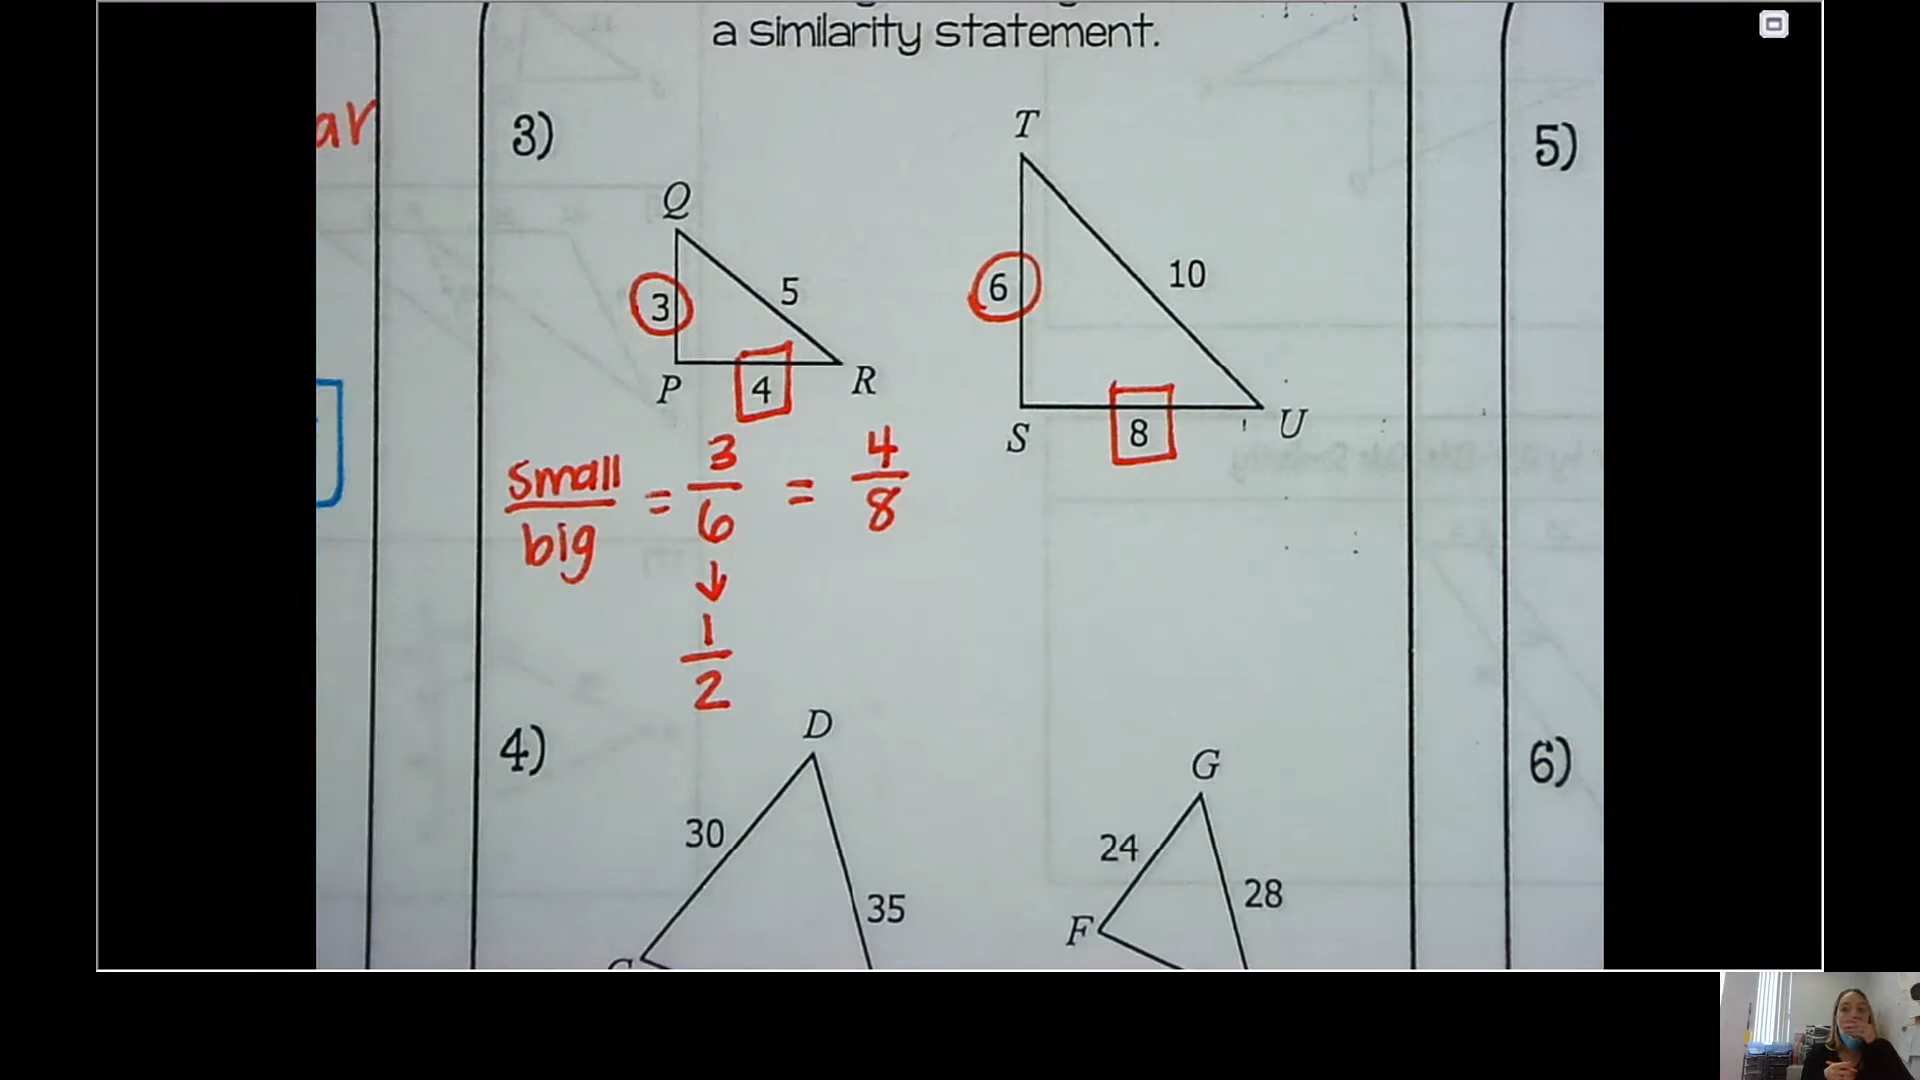 a similarity statement.
ar
3)
Q
3
5
P
4
R
T
6
10
S
8
U
small/big = 3/6 = 4/8
↓
1/2
5)
4)
D
30
35
G
24
28
F
6)